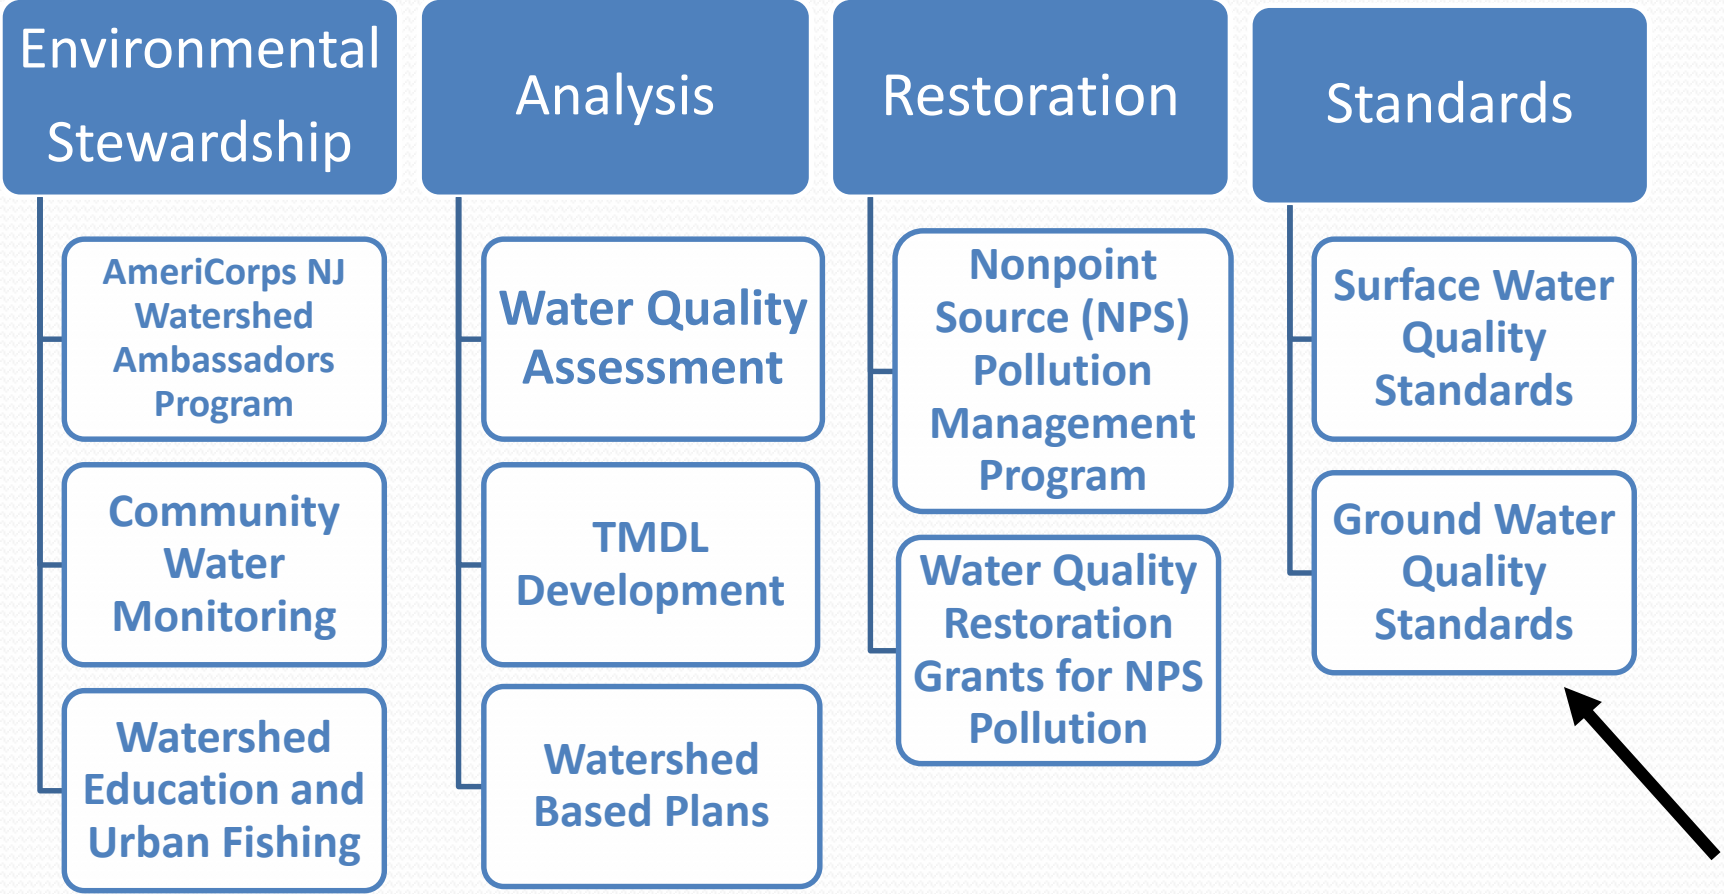 Environmental
Stewardship
AmeriCorps NJ
Watershed
Ambassadors
Program
Community
Water
Monitoring
Watershed
Education and
Urban Fishing
Analysis
Water Quality
Assessment
TMDL
Development
Watershed
Based Plans
Restoration
Nonpoint
Source (NPS)
Pollution
Management
Program
Water Quality
Restoration
Grants for NPS
Pollution
Standards
Surface Water
Quality
Standards
Ground Water
Quality
Standards